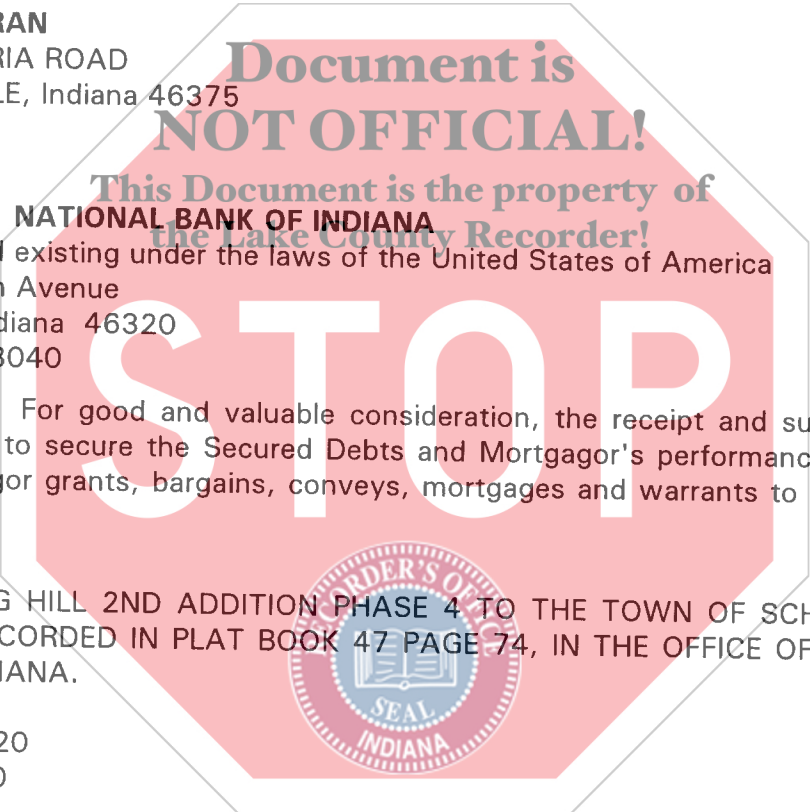 RAN
RIA ROAD
LE, Indiana 46375
Document is
NOT OFFICIAL!
This Document is the property of
the Lake County Recorder!
NATIONAL BANK OF INDIANA
existing under the laws of the United States of America
Avenue
diana 46320
3040
For good and valuable consideration, the receipt and su
to secure the Secured Debts and Mortgagor's performanc
gor grants, bargains, conveys, mortgages and warrants to
STOP
G HILL 2ND ADDITION PHASE 4 TO THE TOWN OF SCH
CORDED IN PLAT BOOK 47 PAGE 74, IN THE OFFICE OF
IANA.
RECORDER'S OFFICE
SEAL
INDIANA
20
0